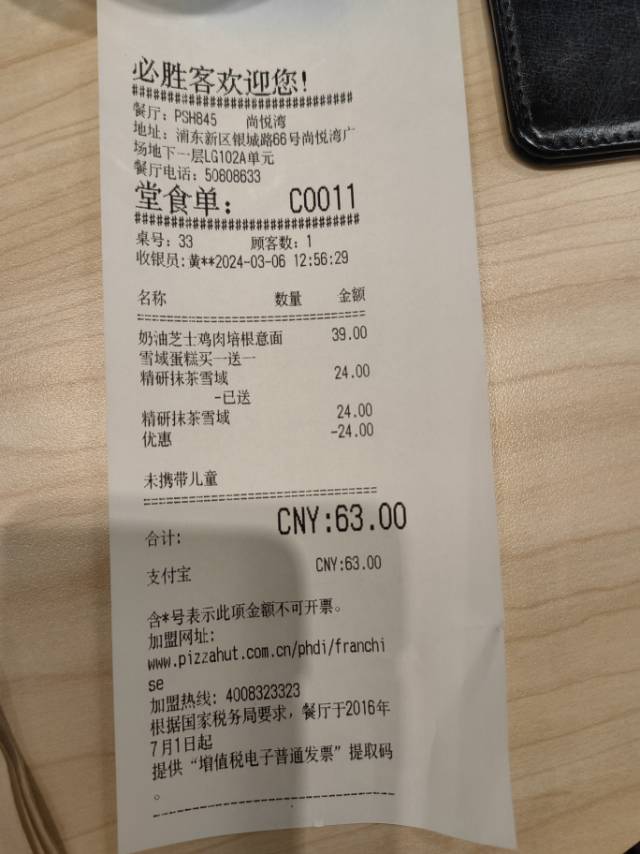 必胜客欢迎您!
########################################
餐厅: PSH845 尚悦湾
地址: 浦东新区银城路66号尚悦湾广
场地下一层LG102A单元
餐厅电话: 50808633
堂食单: C0011
########################################
桌号: 33 顾客数: 1
收银员:黄**2024-03-06 12:56:29
名称 数量 金额
========================================
奶油芝士鸡肉培根意面 39.00
雪域蛋糕买一送一
精研抹茶雪域 24.00
-已送
精研抹茶雪域 24.00
优惠 -24.00
未携带儿童
========================================
合计: CNY:63.00
支付宝 CNY:63.00
含*号表示此项金额不可开票。
加盟网址:
www.pizzahut.com.cn/phdi/franchi
se
加盟热线: 4008323323
根据国家税务局要求, 餐厅于2016年
7月1日起
提供“增值税电子普通发票”提取码
。
----------------------------------------